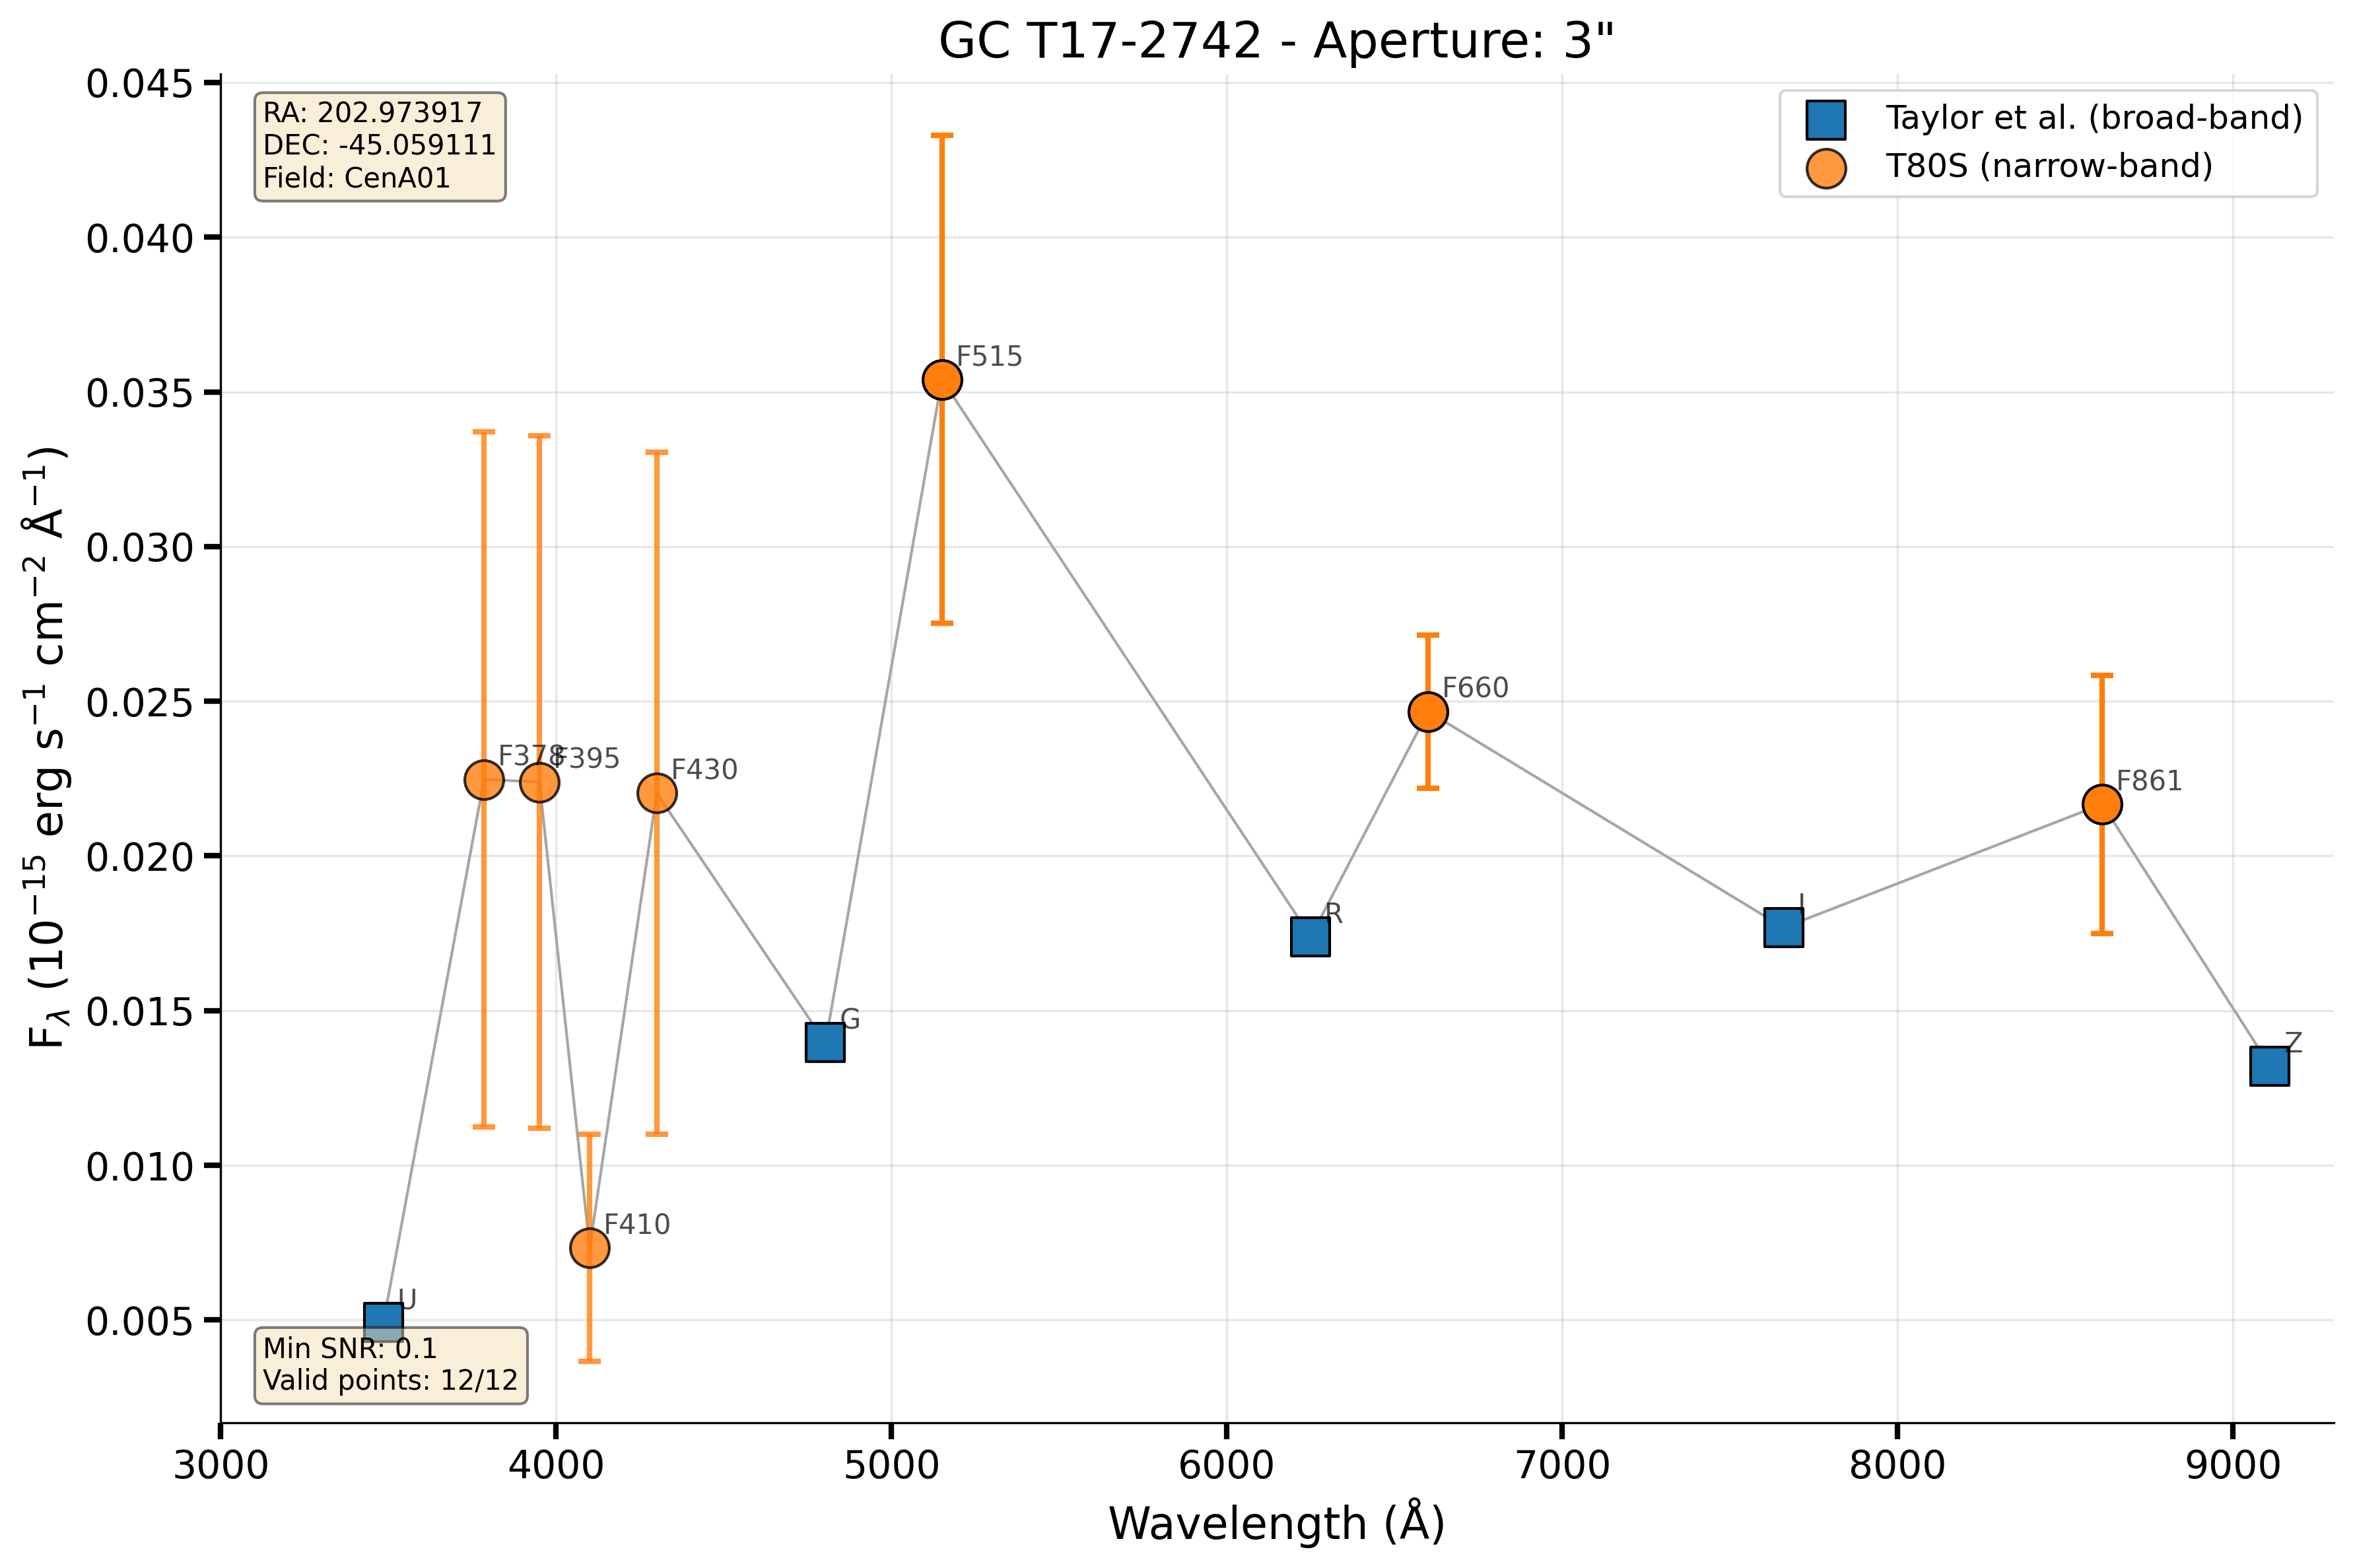 GC T17-2742 - Aperture: 3"
RA: 202.973917
DEC: -45.059111
Field: CenA01
Taylor et al. (broad-band)
T80S (narrow-band)
F_λ (10⁻¹⁵ erg s⁻¹ cm⁻² Å⁻¹)
0.045
0.040
0.035
0.030
0.025
0.020
0.015
0.010
0.005
U
F378
F395
F410
F430
G
F515
R
F660
I
F861
Z
Min SNR: 0.1
Valid points: 12/12
3000
4000
5000
6000
7000
8000
9000
Wavelength (Å)